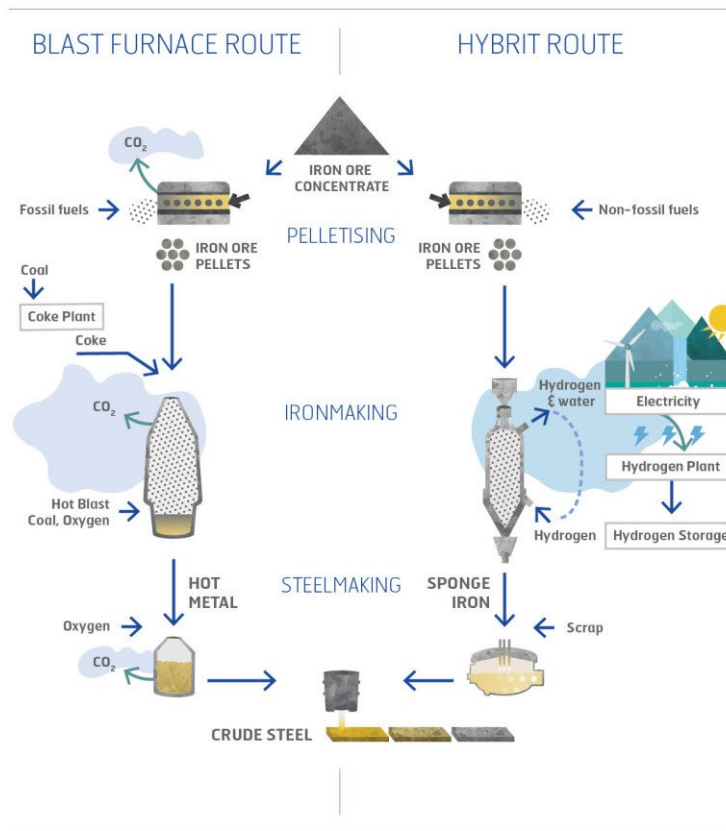 BLAST FURNACE ROUTE
HYBRIT ROUTE
CO2
IRON ORE
CONCENTRATE
Fossil fuels
Non-fossil fuels
PELLETISING
IRON ORE
PELLETS
IRON ORE
PELLETS
Coal
Coke Plant
Coke
CO2
IRONMAKING
Hydrogen
& water
Electricity
Hydrogen Plant
Hot Blast
Coal, Oxygen
Hydrogen
Hydrogen Storage
HOT
METAL
STEELMAKING
SPONGE
IRON
Oxygen
Scrap
CO2
CRUDE STEEL